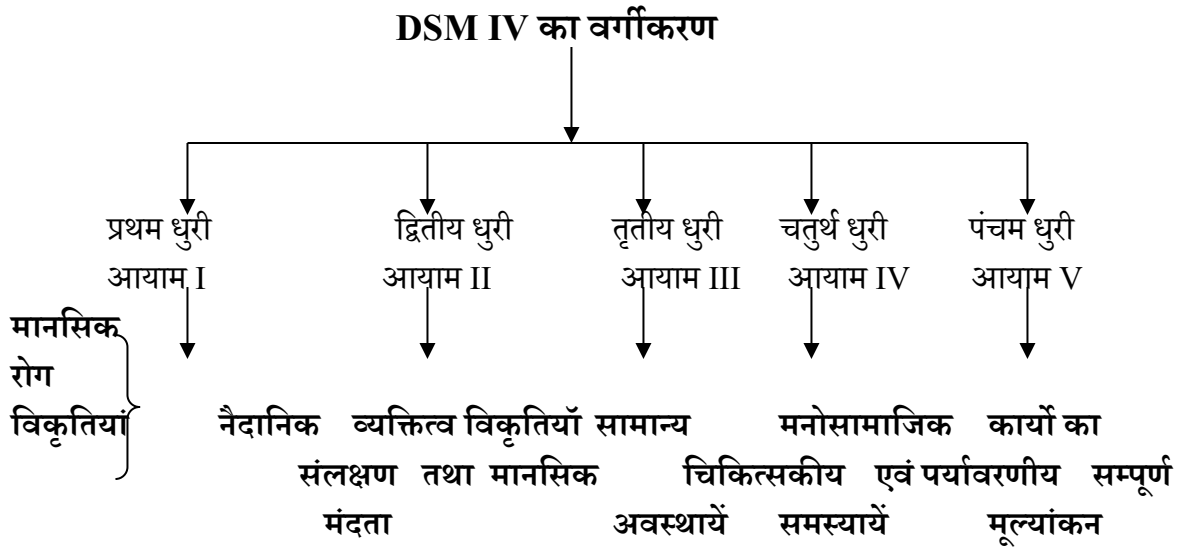 DSM IV का वर्गीकरण
प्रथम धुरी द्वितीय धुरी तृतीय धुरी चतुर्थ धुरी पंचम धुरी
आयाम I आयाम II आयाम III आयाम IV आयाम V
मानसिक
रोग
विकृतियां नैदानिक व्यक्तित्व विकृतियॉ सामान्य मनोसामाजिक कार्यो का
संलक्षण तथा मानसिक चिकित्सकीय एवं पर्यावरणीय सम्पूर्ण
मंदता अवस्थायें समस्यायें मूल्यांकन